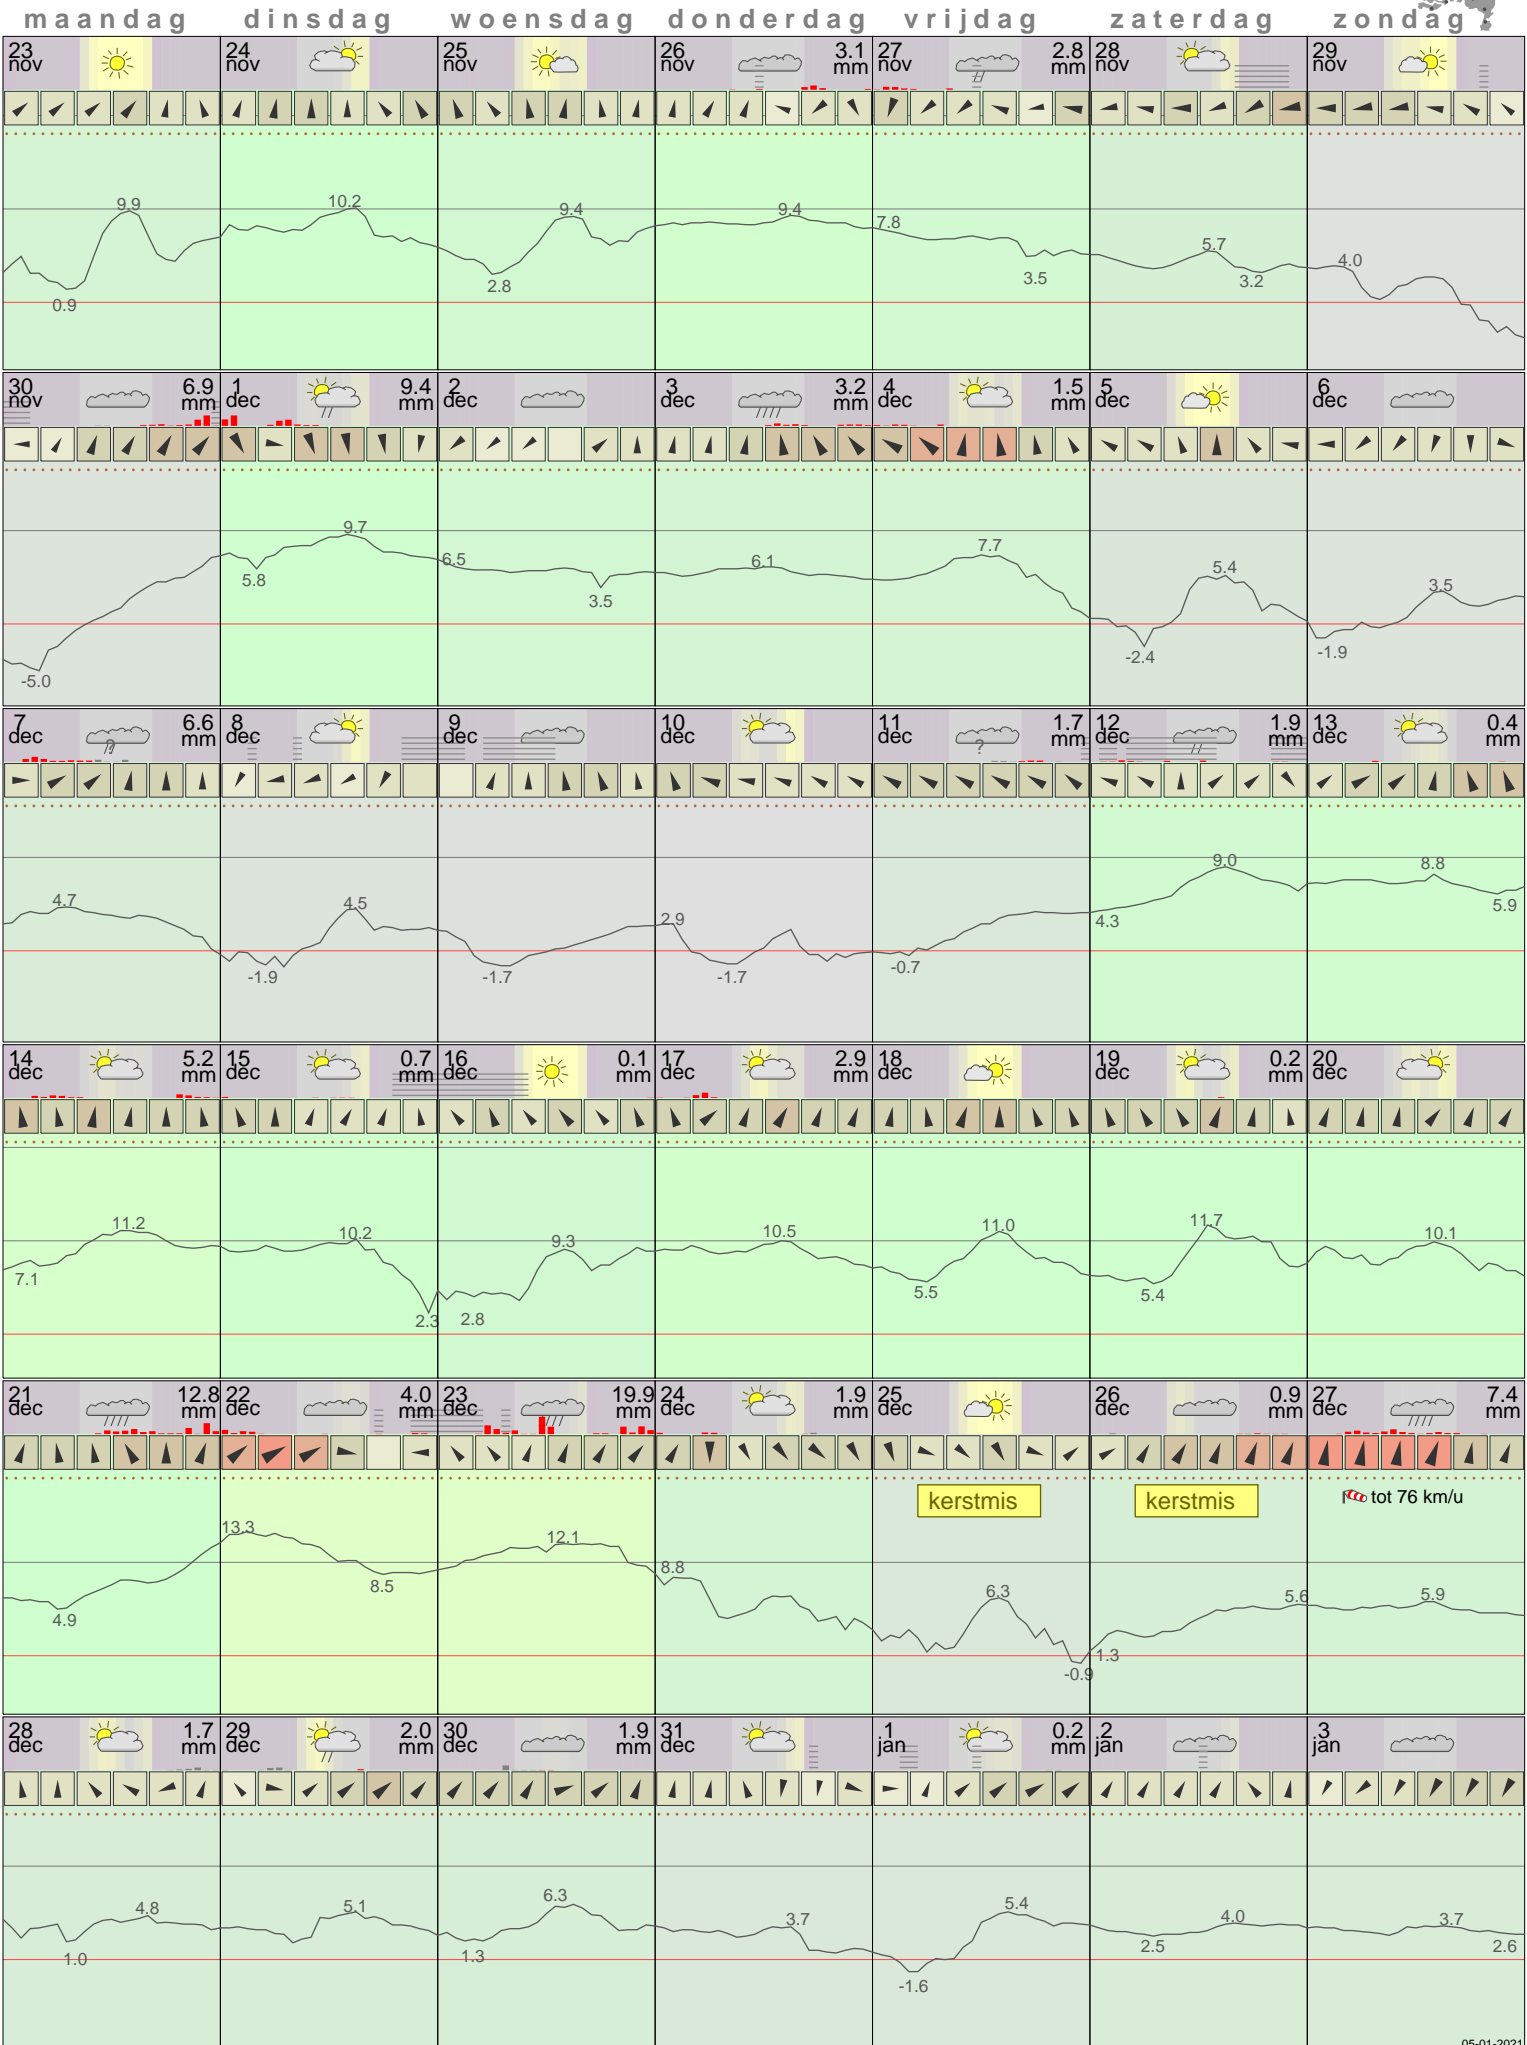 maandag dinsdag woensdag donderdag vrijdag zaterdag zondag
23 24 25 26 3.1 27 2.8 28 29
nov nov nov nov mm nov mm nov nov
9.9 10.2 9.4 9.4 7.8 5.7 4.0
0.9 2.8 3.5 3.2
30 6.9 1 9.4 2 3 3.2 4 1.5 5 6
nov mm dec mm dec dec mm dec mm dec dec
9.7 6.5 6.1 7.7 5.4 3.5
-5.0 5.8 3.5 -2.4 -1.9
7 6.6 8 9 10 11 1.7 12 1.9 13 0.4
dec mm dec dec dec dec mm dec mm dec mm
? ?
4.7 4.5 2.9 9.0 8.8
-1.9 -1.7 -1.7 -0.7 4.3 5.9
14 5.2 15 0.7 16 0.1 17 2.9 18 19 0.2 20
dec mm dec mm dec mm dec mm dec dec mm dec
11.2 10.2 9.3 10.5 11.0 11.7 10.1
7.1 2.3 2.8 5.5 5.4
21 12.8 22 4.0 23 19.9 24 1.9 25 26 0.9 27 7.4
dec mm dec mm dec mm dec mm dec dec mm dec mm
kerstmis kerstmis tot 76 km/u
13.3 12.1 8.8 6.3 5.6 5.9
4.9 8.5 -0.9 1.3
28 1.7 29 2.0 30 1.9 31 1 0.2 2 3
dec mm dec mm dec mm dec jan mm jan jan
4.8 5.1 6.3 3.7 5.4 4.0 3.7
1.0 1.3 -1.6 2.5 2.6
05-01-2021